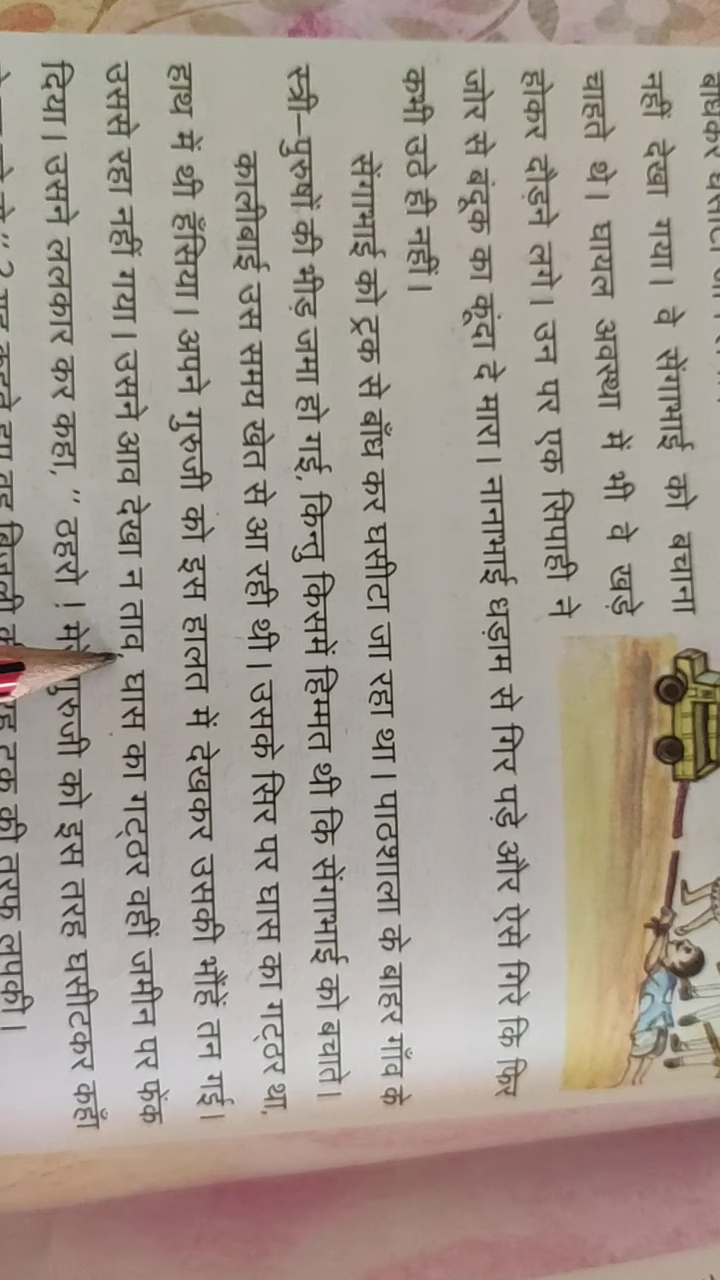 नहीं देखा गया। वे सेंगाभाई को बचाना
चाहते थे। घायल अवस्था में भी वे खड़े
होकर दौड़ने लगे। उन पर एक सिपाही ने
जोर से बंदूक का कूंदा दे मारा। नानाभाई धड़ाम से गिर पड़े और ऐसे गिरे कि फिर
कभी उठे ही नहीं।
सेंगाभाई को ट्रक से बाँध कर घसीटा जा रहा था। पाठशाला के बाहर गाँव के
स्त्री–पुरुषों की भीड़ जमा हो गई, किन्तु किसमें हिम्मत थी कि सेंगाभाई को बचाते।
कालीबाई उस समय खेत से आ रही थी। उसके सिर पर घास का गट्ठर था,
हाथ में थी हँसिया। अपने गुरुजी को इस हालत में देखकर उसकी भौंहें तन गई।
उससे रहा नहीं गया। उसने आव देखा न ताव, घास का गट्ठर वहीं जमीन पर फेंक
दिया। उसने ललकार कर कहा, “ ठहरो ! गुरुजी को इस तरह घसीटकर कहाँ
ट्रक की तरफ लपकी।